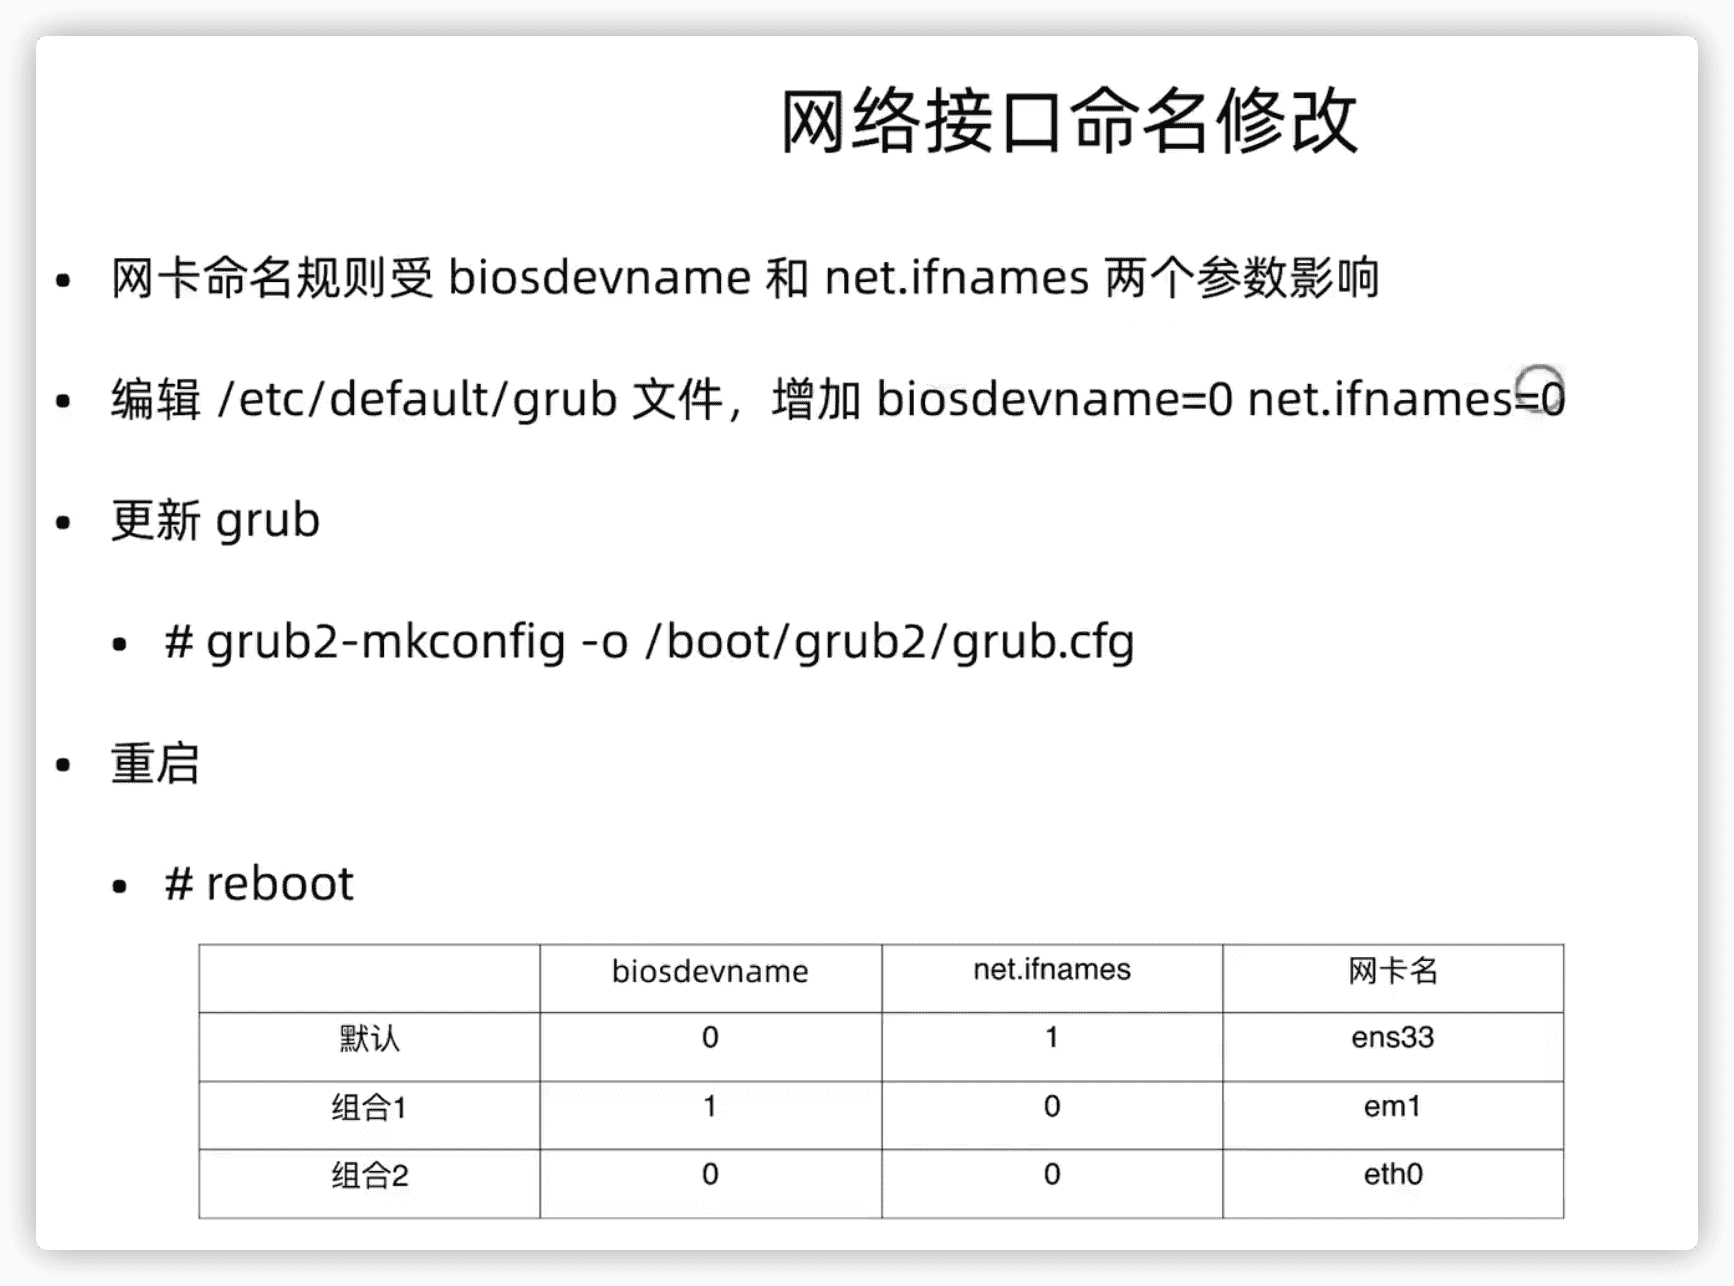 网络接口命名修改
• 网卡命名规则受 biosdevname 和 net.ifnames 两个参数影响
• 编辑 /etc/default/grub 文件，增加 biosdevname=0 net.ifnames=0
• 更新 grub
• # grub2-mkconfig -o /boot/grub2/grub.cfg
• 重启
• # reboot
biosdevname net.ifnames 网卡名
默认 0 1 ens33
组合1 1 0 em1
组合2 0 0 eth0